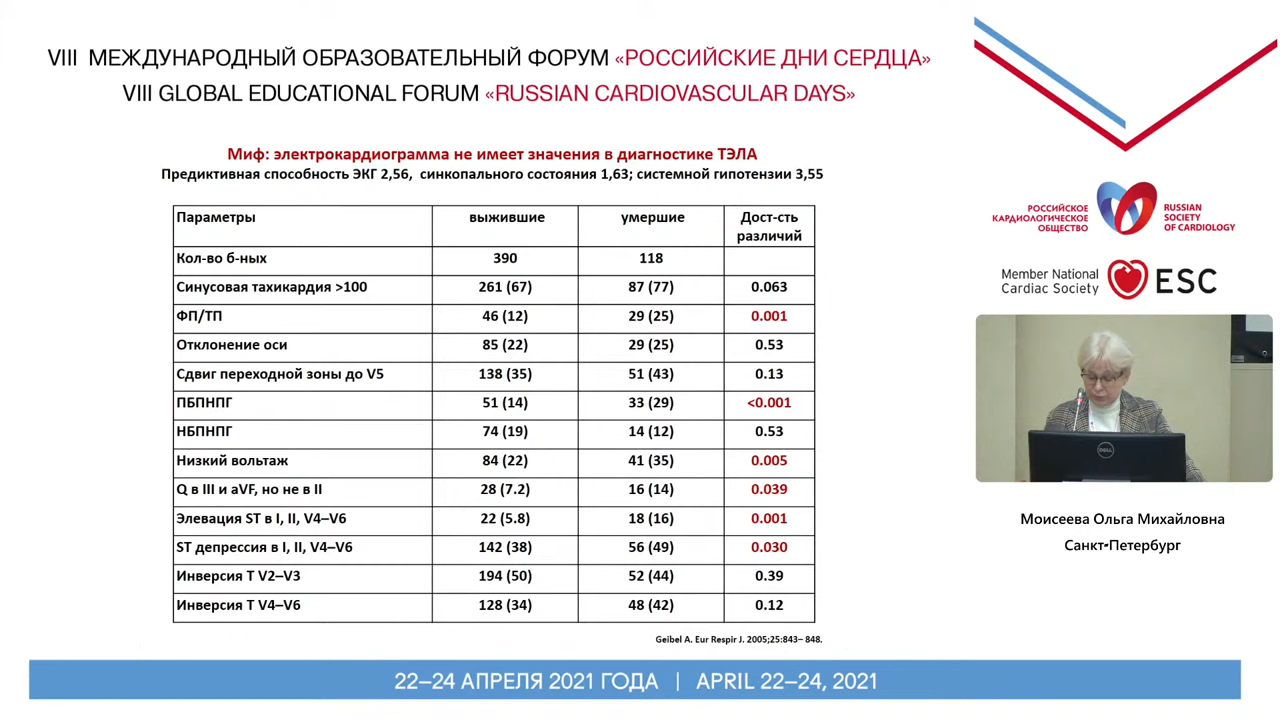 VIII МЕЖДУНАРОДНЫЙ ОБРАЗОВАТЕЛЬНЫЙ ФОРУМ «РОССИЙСКИЕ ДНИ СЕРДЦА»
VIII GLOBAL EDUCATIONAL FORUM «RUSSIAN CARDIOVASCULAR DAYS»
Миф: электрокардиограмма не имеет значения в диагностике ТЭЛА
Предиктивная способность ЭКГ 2,56, синкопального состояния 1,63; системной гипотензии 3,55
Параметры выжившие умершие Дост-сть различий
Кол-во б-ных 390 118
Синусовая тахикардия >100 261 (67) 87 (77) 0.063
ФП/ТП 46 (12) 29 (25) 0.001
Отклонение оси 85 (22) 29 (25) 0.53
Сдвиг переходной зоны до V5 138 (35) 51 (43) 0.13
ПБПНПГ 51 (14) 33 (29) <0.001
НБПНПГ 74 (19) 14 (12) 0.53
Низкий вольтаж 84 (22) 41 (35) 0.005
Q в III и aVF, но не в II 28 (7.2) 16 (14) 0.039
Элевация ST в I, II, V4–V6 22 (5.8) 18 (16) 0.001
ST депрессия в I, II, V4–V6 142 (38) 56 (49) 0.030
Инверсия T V2–V3 194 (50) 52 (44) 0.39
Инверсия T V4–V6 128 (34) 48 (42) 0.12
Geibel A. Eur Respir J. 2005;25:843– 848.
РОССИЙСКОЕ
КАРДИОЛОГИЧЕСКОЕ
ОБЩЕСТВО
RUSSIAN
SOCIETY
OF CARDIOLOGY
Member National
Cardiac Society
ESC
DELL
Моисеева Ольга Михайловна
Санкт-Петербург
22–24 АПРЕЛЯ 2021 ГОДА | APRIL 22–24, 2021